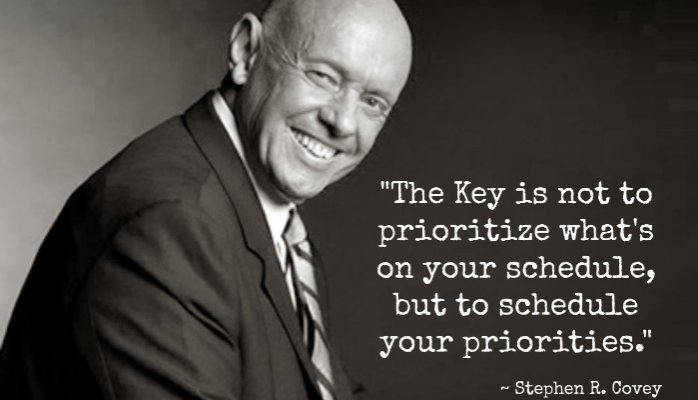 "The Key is not to
prioritize what's
on your schedule,
but to schedule
your priorities."
~ Stephen R. Covey